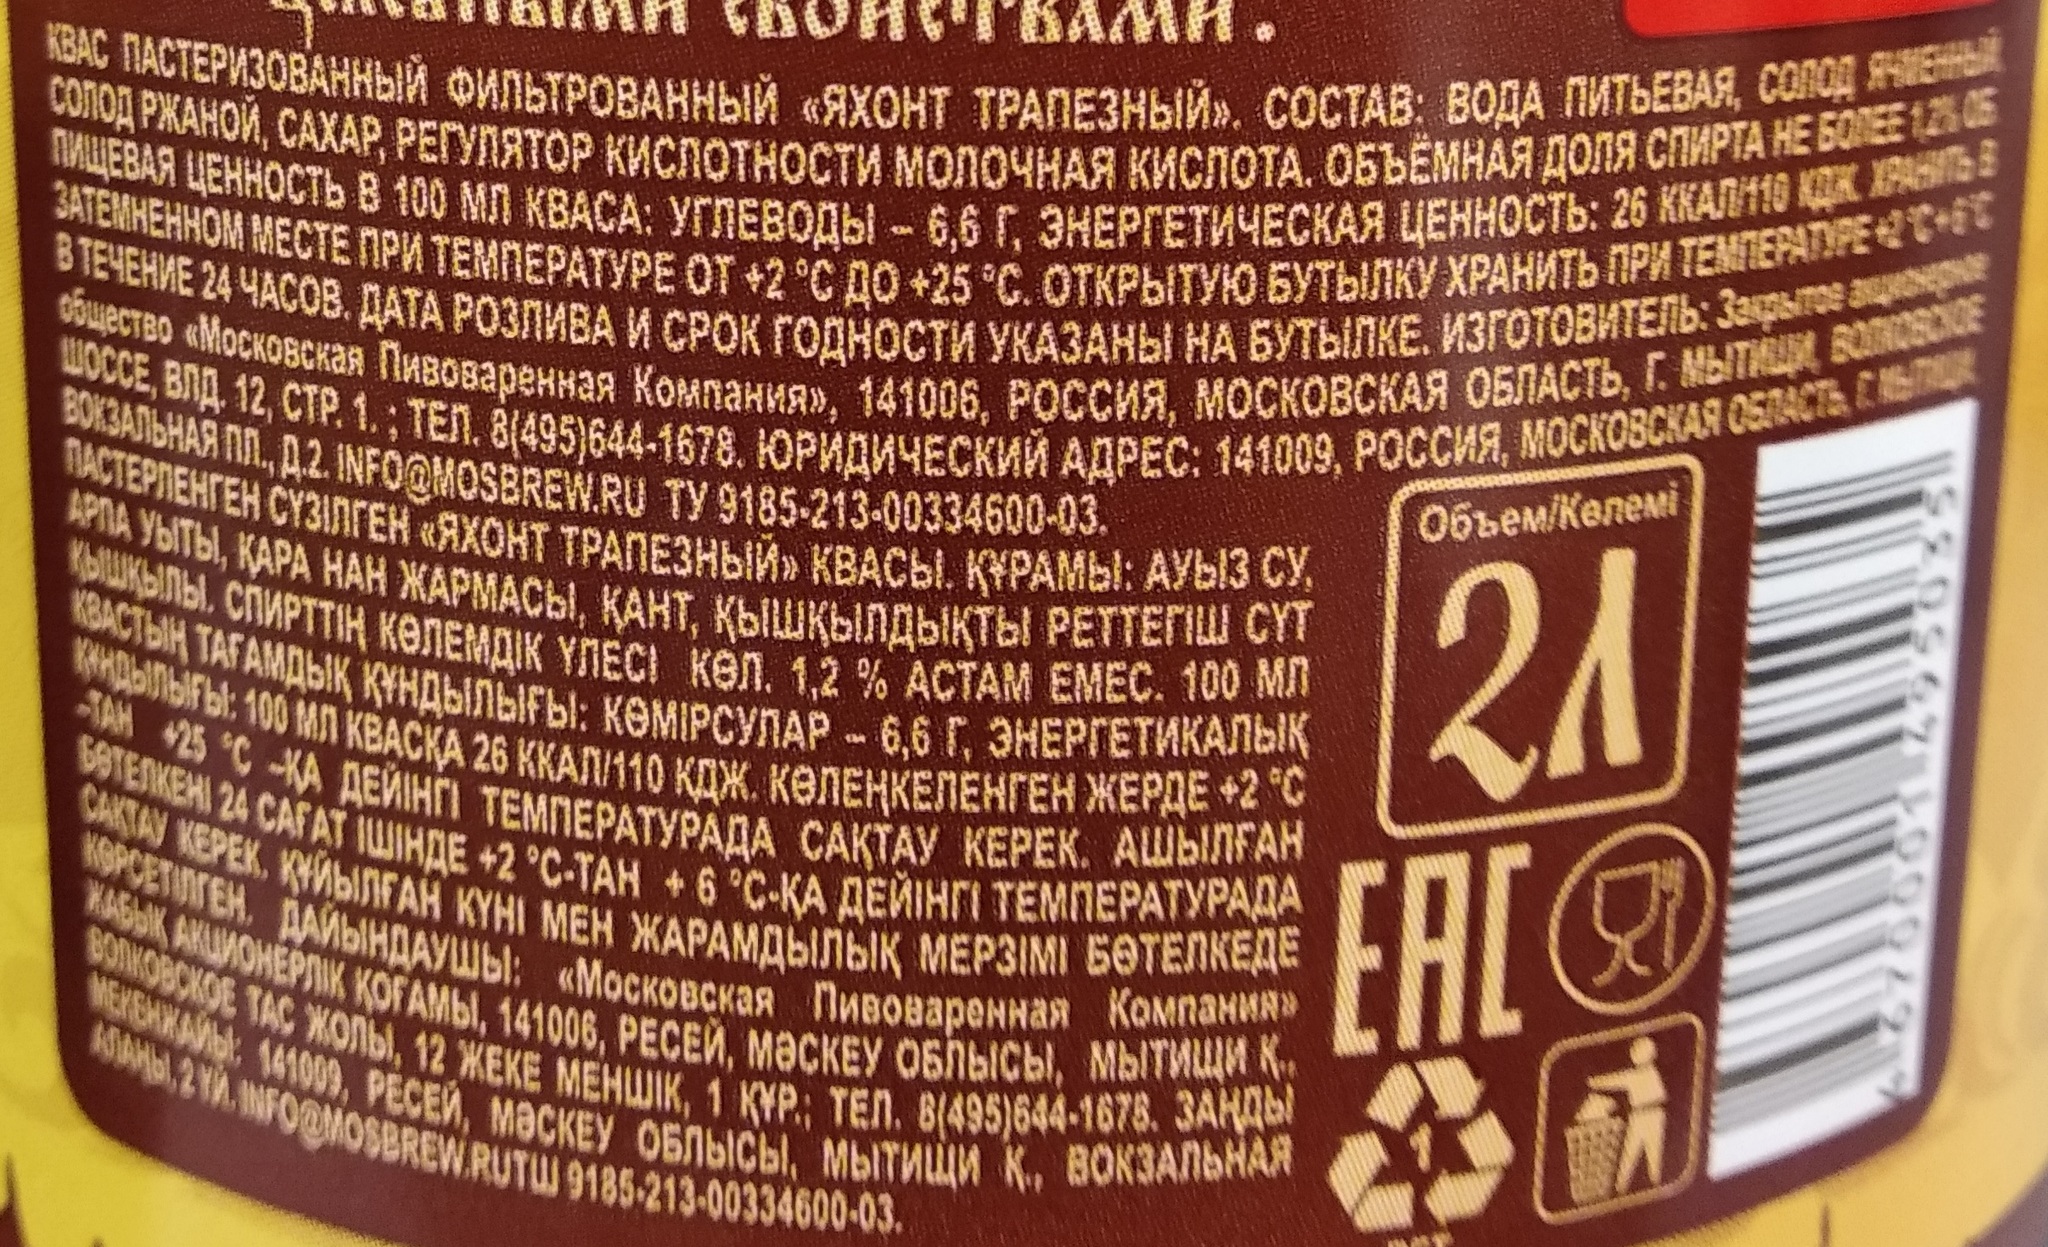 свойствами.
КВАС ПАСТЕРИЗОВАННЫЙ ФИЛЬТРОВАННЫЙ «ЯХОНТ ТРАПЕЗНЫЙ». СОСТАВ: ВОДА ПИТЬЕВАЯ, СОЛОД ЯЧМЕННЫЙ,
СОЛОД РЖАНОЙ, САХАР, РЕГУЛЯТОР КИСЛОТНОСТИ МОЛОЧНАЯ КИСЛОТА. ОБЪЁМНАЯ ДОЛЯ СПИРТА НЕ БОЛЕЕ 1,2% ОБ
ПИЩЕВАЯ ЦЕННОСТЬ В 100 МЛ КВАСА: УГЛЕВОДЫ – 6,6 Г, ЭНЕРГЕТИЧЕСКАЯ ЦЕННОСТЬ: 26 ККАЛ/110 КДЖ. ХРАНИТЬ В
ЗАТЕМНЕННОМ МЕСТЕ ПРИ ТЕМПЕРАТУРЕ ОТ +2 °С ДО +25 °С. ОТКРЫТУЮ БУТЫЛКУ ХРАНИТЬ ПРИ ТЕМПЕРАТУРЕ +2°С+6°С
В ТЕЧЕНИЕ 24 ЧАСОВ. ДАТА РОЗЛИВА И СРОК ГОДНОСТИ УКАЗАНЫ НА БУТЫЛКЕ. ИЗГОТОВИТЕЛЬ: Закрытое акционерное
общество «Московская Пивоваренная Компания», 141006, РОССИЯ, МОСКОВСКАЯ ОБЛАСТЬ, Г. МЫТИЩИ, ВОЛКОВСКОЕ
ШОССЕ, ВЛД. 12, СТР. 1. ; ТЕЛ. 8(495)644-1678. ЮРИДИЧЕСКИЙ АДРЕС: 141009, РОССИЯ, МОСКОВСКАЯ ОБЛАСТЬ, Г. МЫТИЩИ,
ВОКЗАЛЬНАЯ ПЛ., Д.2. INFO@MOSBREW.RU ТУ 9185-213-00334600-03.
ПАСТЕРЛЕНГЕН СҮЗІЛГЕН «ЯХОНТ ТРАПЕЗНЫЙ» КВАСЫ. ҚҰРАМЫ: АУЫЗ СУ,
АРПА УЫТЫ, ҚАРА НАН ЖАРМАСЫ, ҚАНТ, ҚЫШҚЫЛДЫҚТЫ РЕТТЕГІШ СҮТ
ҚЫШҚЫЛЫ. СПИРТТІҢ КӨЛЕМДІК ҮЛЕСІ КӨЛ. 1,2 % АСТАМ ЕМЕС. 100 МЛ
КВАСТЫҢ ТАҒАМДЫҚ ҚҰНДЫЛЫҒЫ: КӨМІРСУЛАР – 6,6 Г, ЭНЕРГЕТИКАЛЫҚ
ҚҰНДЫЛЫҒЫ: 100 МЛ КВАСҚА 26 ККАЛ/110 КДЖ. КӨЛЕҢКЕЛЕНГЕН ЖЕРДЕ +2 °С
-ТАН +25 °С –ҚА ДЕЙІНГІ ТЕМПЕРАТУРАДА САҚТАУ КЕРЕК. АШЫЛҒАН
БӨТЕЛКЕНІ 24 САҒАТ ІШІНДЕ +2 °С-ТАН + 6 °С-ҚА ДЕЙІНГІ ТЕМПЕРАТУРАДА
САҚТАУ КЕРЕК. ҚҰЙЫЛҒАН КҮНІ МЕН ЖАРАМДЫЛЫҚ МЕРЗІМІ БӨТЕЛКЕДЕ
КӨРСЕТІЛГЕН. ДАЙЫНДАУШЫ: «Московская Пивоваренная Компания»
ЖАБЫҚ АКЦИОНЕРЛІК ҚОҒАМЫ, 141006, РЕСЕЙ, МӘСКЕУ ОБЛЫСЫ, МЫТИЩИ Қ.,
ВОЛКОВСКОЕ ТАС ЖОЛЫ, 12 ЖЕКЕ МЕНШІК, 1 ҚҰР.; ТЕЛ. 8(495)644-1678. ЗАҢДЫ
МЕКЕНЖАЙЫ: 141009, РЕСЕЙ, МӘСКЕУ ОБЛЫСЫ, МЫТИЩИ Қ., ВОКЗАЛЬНАЯ
АЛАҢЫ, 2 ҮЙ. INFO@MOSBREW.RUТШ 9185-213-00334600-03.
Объем/Көлемі
2Л
EAC
1
4670001495035